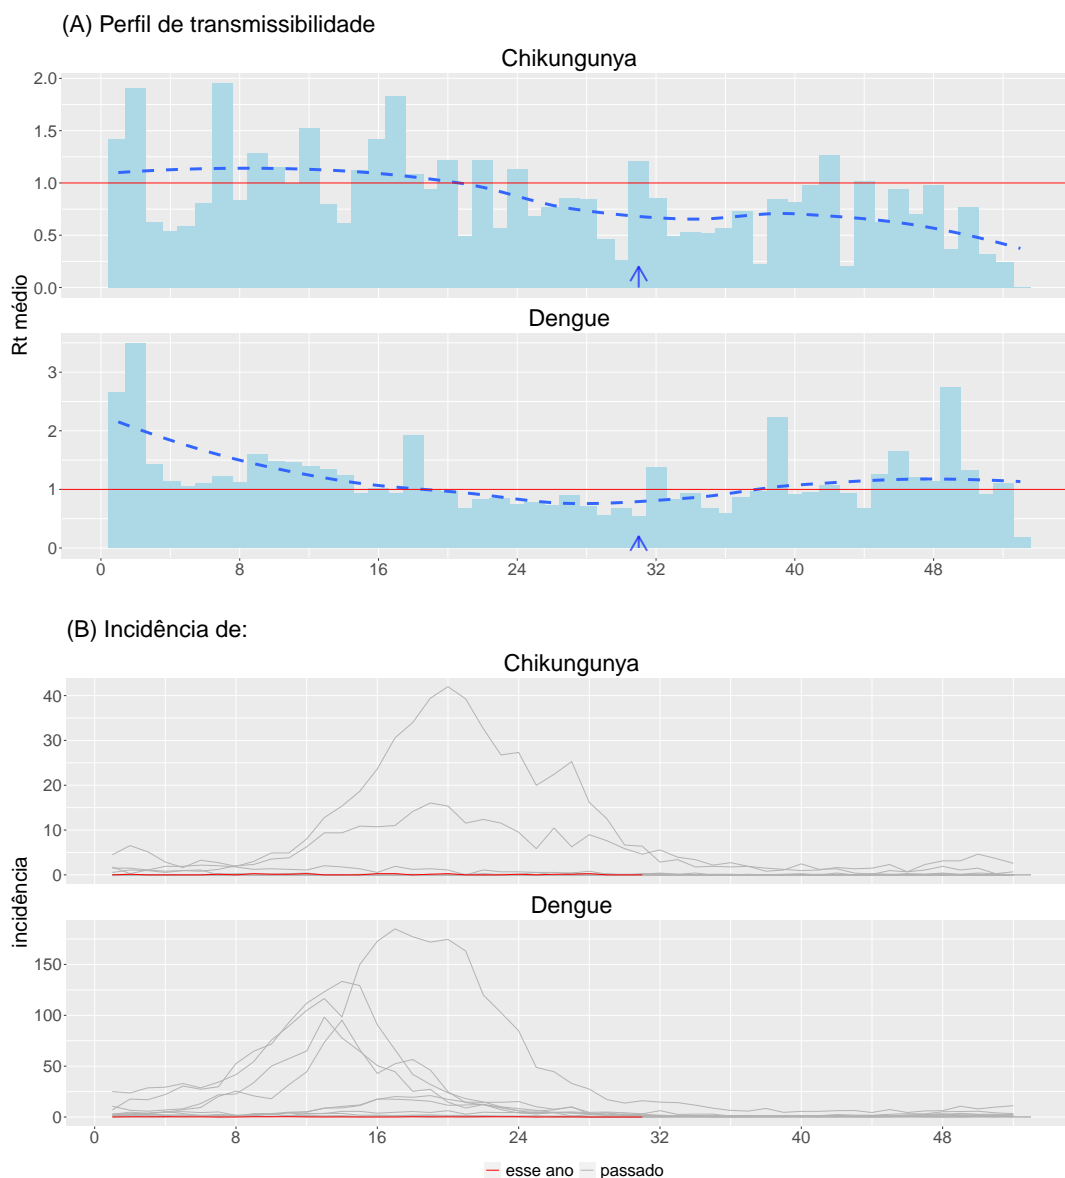 (A) Perfil de transmissibilidade
Chikungunya
2.0
1.5
1.0
0.5
0.0
Rt médio
Dengue
3
2
1
0
0 8 16 24 32 40 48
(B) Incidência de:
Chikungunya
40
30
20
10
0
incidência
Dengue
150
100
50
0
0 8 16 24 32 40 48
esse ano passado